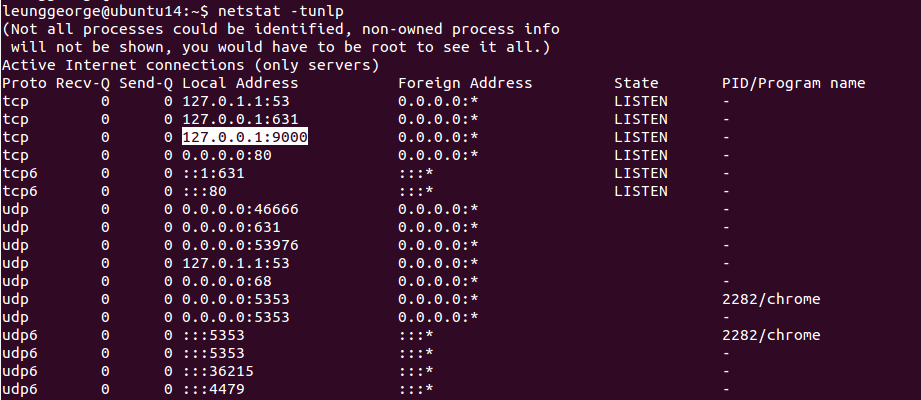 leunggeorge@ubuntu14:~$ netstat -tunlp
(Not all processes could be identified, non-owned process info
 will not be shown, you would have to be root to see it all.)
Active Internet connections (only servers)
Proto Recv-Q Send-Q Local Address           Foreign Address         State       PID/Program name
tcp        0      0 127.0.1.1:53            0.0.0.0:*               LISTEN      -
tcp        0      0 127.0.0.1:631           0.0.0.0:*               LISTEN      -
tcp        0      0 127.0.0.1:9000          0.0.0.0:*               LISTEN      -
tcp        0      0 0.0.0.0:80              0.0.0.0:*               LISTEN      -
tcp6       0      0 ::1:631                 :::*                    LISTEN      -
tcp6       0      0 :::80                   :::*                    LISTEN      -
udp        0      0 0.0.0.0:46666           0.0.0.0:*                           -
udp        0      0 0.0.0.0:631             0.0.0.0:*                           -
udp        0      0 0.0.0.0:53976           0.0.0.0:*                           -
udp        0      0 127.0.1.1:53            0.0.0.0:*                           -
udp        0      0 0.0.0.0:68              0.0.0.0:*                           -
udp        0      0 0.0.0.0:5353            0.0.0.0:*                           2282/chrome
udp        0      0 0.0.0.0:5353            0.0.0.0:*                           -
udp6       0      0 :::5353                 :::*                                2282/chrome
udp6       0      0 :::5353                 :::*                                -
udp6       0      0 :::36215                :::*                                -
udp6       0      0 :::4479                 :::*                                -